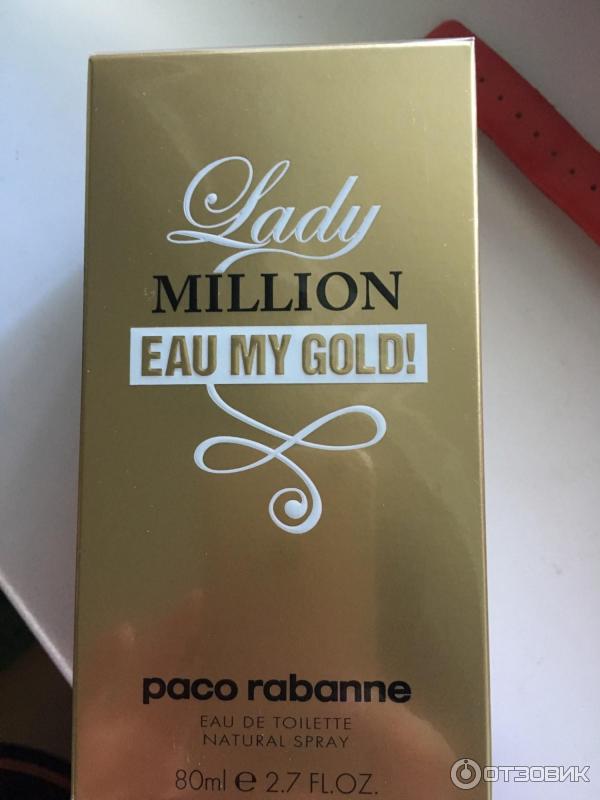 Lady
MILLION
EAU MY GOLD!
paco rabanne
EAU DE TOILETTE
NATURAL SPRAY
80ml e 2.7 FL.OZ.
ОТЗОВИК